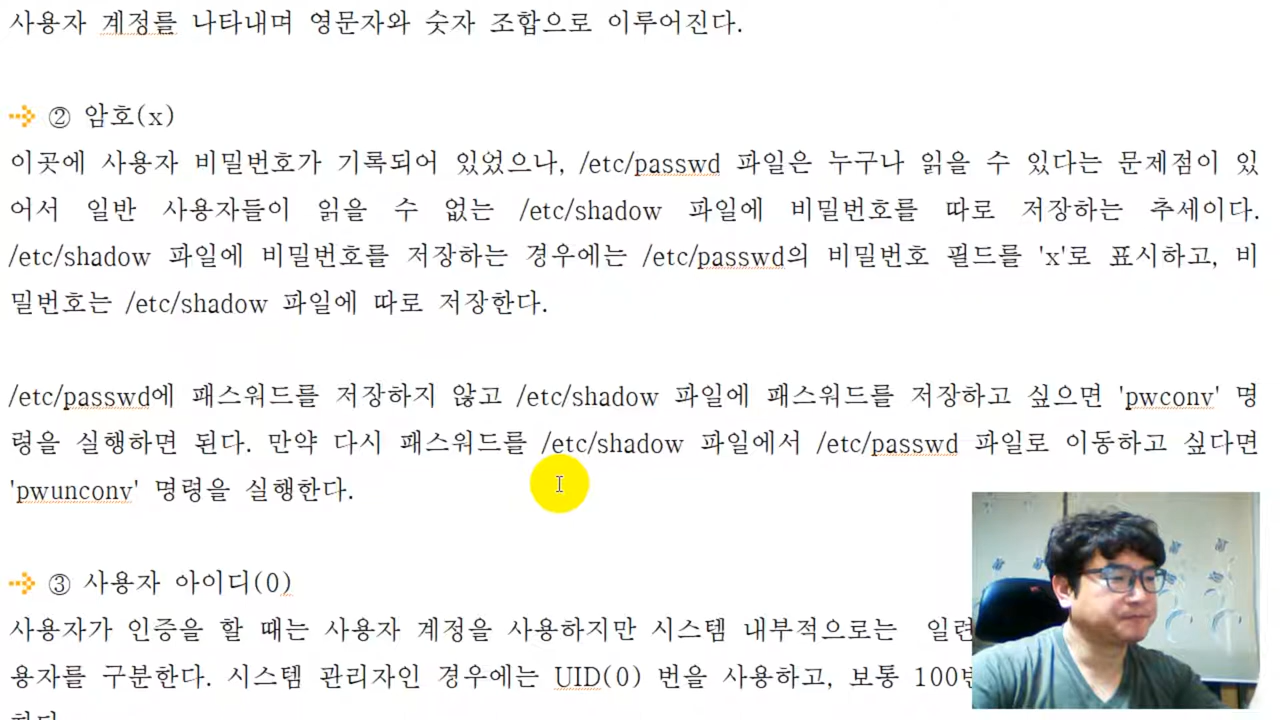 사용자 계정를 나타내며 영문자와 숫자 조합으로 이루어진다.
② 암호(x)
이곳에 사용자 비밀번호가 기록되어 있었으나, /etc/passwd 파일은 누구나 읽을 수 있다는 문제점이 있
어서 일반 사용자들이 읽을 수 없는 /etc/shadow 파일에 비밀번호를 따로 저장하는 추세이다.
/etc/shadow 파일에 비밀번호를 저장하는 경우에는 /etc/passwd의 비밀번호 필드를 'x'로 표시하고, 비
밀번호는 /etc/shadow 파일에 따로 저장한다.
/etc/passwd에 패스워드를 저장하지 않고 /etc/shadow 파일에 패스워드를 저장하고 싶으면 'pwconv' 명
령을 실행하면 된다. 만약 다시 패스워드를 /etc/shadow 파일에서 /etc/passwd 파일로 이동하고 싶다면
'pwunconv' 명령을 실행한다.
③ 사용자 아이디(0)
사용자가 인증을 할 때는 사용자 계정을 사용하지만 시스템 내부적으로는 일련
용자를 구분한다. 시스템 관리자인 경우에는 UID(0) 번을 사용하고, 보통 100번